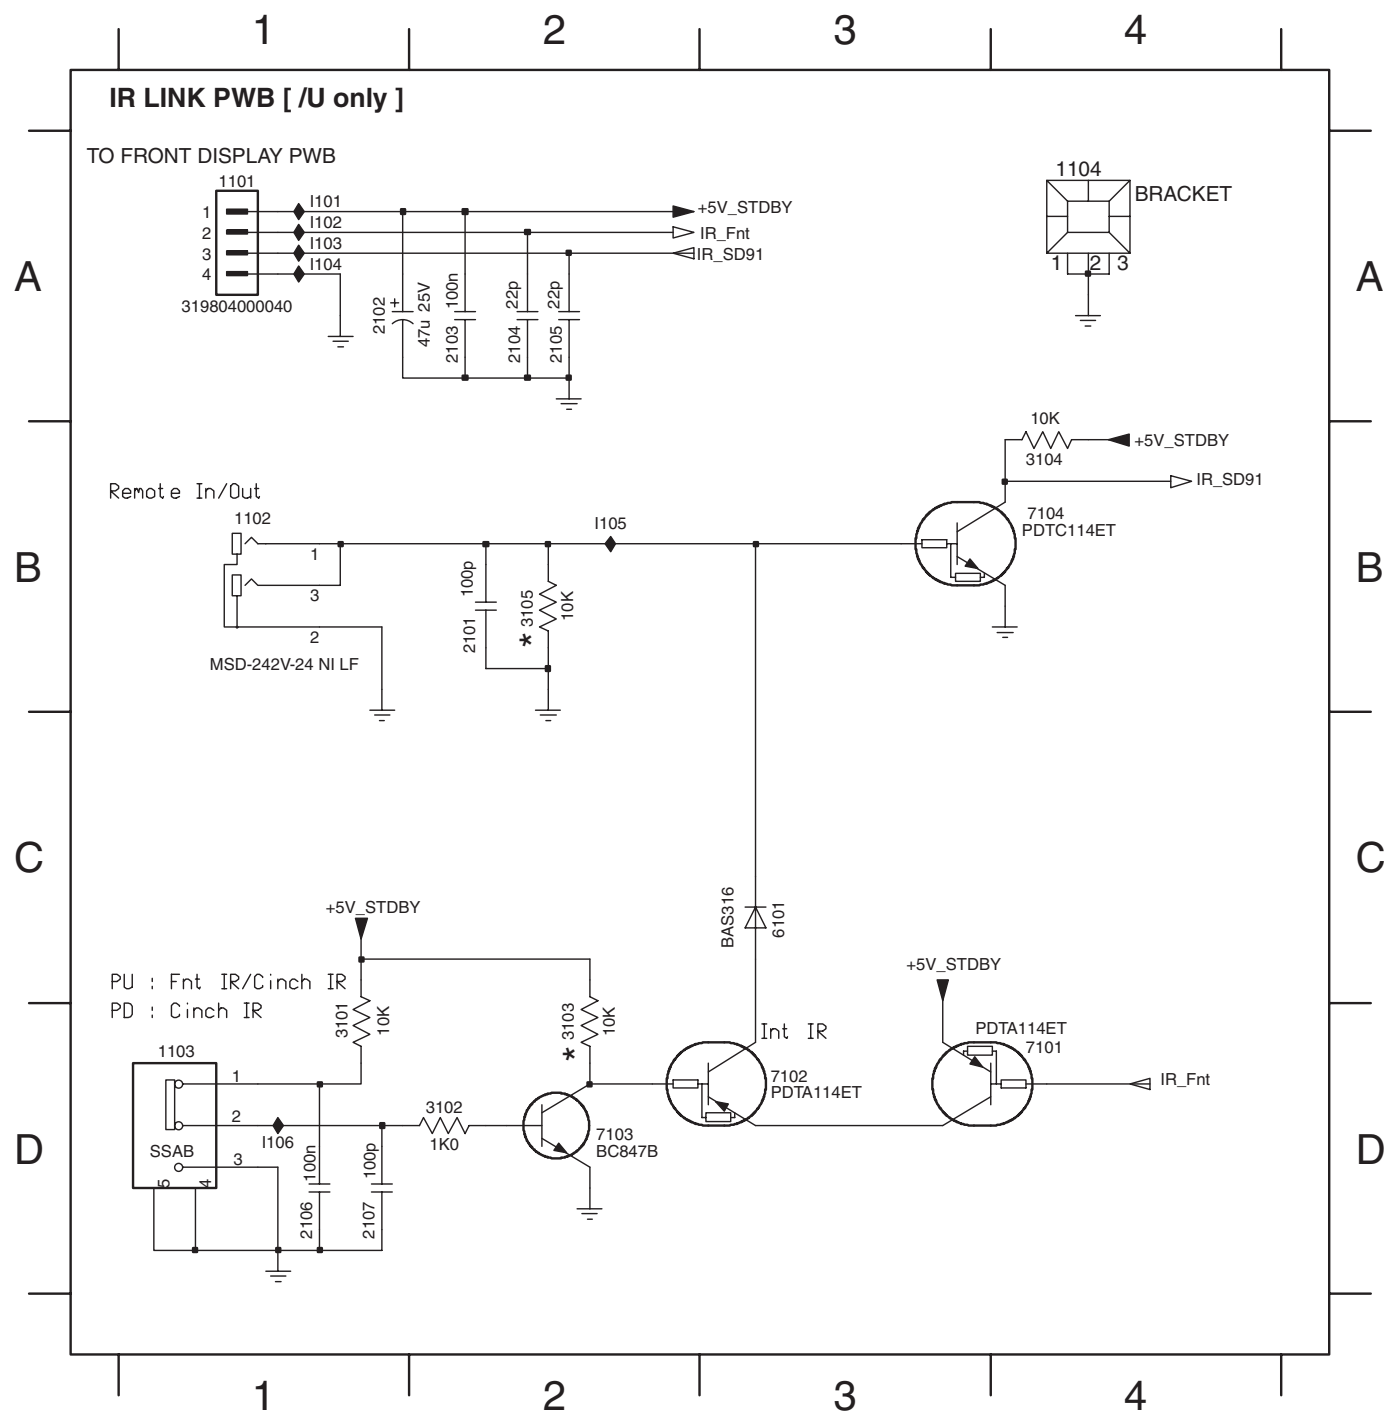 1 2 3 4
IR LINK PWB [ /U only ]
TO FRONT DISPLAY PWB
1101
1
2
3
4
I101
I102
I103
I104
319804000040
+5V_STDBY
IR_Fnt
IR_SD91
2102
+
47u 25V
100n
2103
22p
2104
22p
2105
1104
BRACKET
1 2 3
A A
10K
3104
+5V_STDBY
IR_SD91
7104
PDTC114ET
Remote In/Out
1102
1
3
2
MSD-242V-24 NI LF
I105
100p
2101
* 3105
10K
B B
C C
BAS316
6101
+5V_STDBY
PU : Fnt IR/Cinch IR
PD : Cinch IR
3101
10K
* 3103
10K
+5V_STDBY
Int IR
PDTA114ET
7101
IR_Fnt
7102
PDTA114ET
1103
1
2
3
SSAB
5 4
I106
100n
2106
100p
2107
3102
1K0
7103
BC847B
D D
1 2 3 4